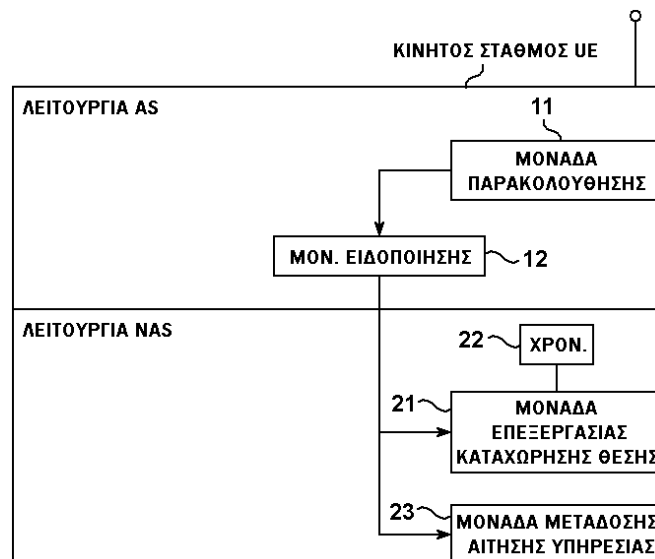 ΚΙΝΗΤΟΣ ΣΤΑΘΜΟΣ UE
ΛΕΙΤΟΥΡΓΙΑ AS
11
ΜΟΝΑΔΑ
ΠΑΡΑΚΟΛΟΥΘΗΣΗΣ
ΜΟΝ. ΕΙΔΟΠΟΙΗΣΗΣ
12
ΛΕΙΤΟΥΡΓΙΑ NAS
22
ΧΡΟΝ.
21
ΜΟΝΑΔΑ
ΕΠΕΞΕΡΓΑΣΙΑΣ
ΚΑΤΑΧΩΡΗΣΗΣ ΘΕΣΗΣ
23
ΜΟΝΑΔΑ ΜΕΤΑΔΟΣΗΣ
ΑΙΤΗΣΗΣ ΥΠΗΡΕΣΙΑΣ